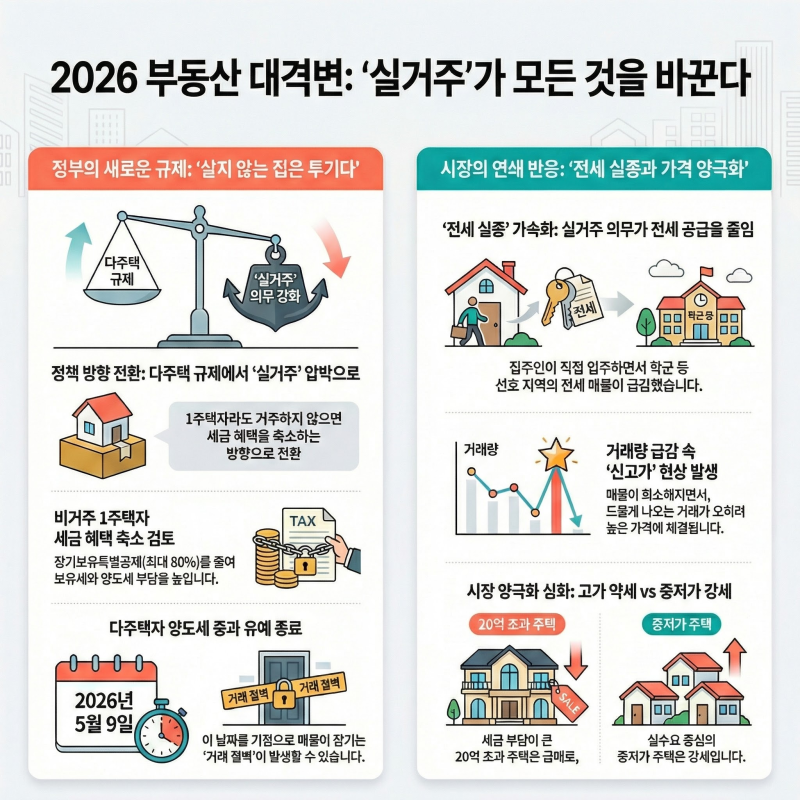 2026 부동산 대격변: ‘실거주’가 모든 것을 바꾼다
정부의 새로운 규제: ‘살지 않는 집은 투기다’
다주택
규제
‘실거주’
의무 강화
정책 방향 전환: 다주택 규제에서 ‘실거주’ 압박으로
1주택자라도 거주하지 않으면
세금 혜택을 축소하는
방향으로 전환
비거주 1주택자
세금 혜택 축소 검토
장기보유특별공제(최대 80%)를 줄여
보유세와 양도세 부담을 높입니다.
TAX
다주택자 양도세 중과 유예 종료
2026년
5월 9일
거래 절벽
거래 절벽
이 날짜를 기점으로 매물이 잠기는
‘거래 절벽’이 발생할 수 있습니다.
시장의 연쇄 반응: ‘전세 실종과 가격 양극화’
‘전세 실종’ 가속화: 실거주 의무가 전세 공급을 줄임
전세
집주인이 직접 입주하면서 학군 등
선호 지역의 전세 매물이 급감했습니다.
거래량
거래량 급감 속
‘신고가’ 현상 발생
매물이 희소해지면서,
드물게 나오는 거래가 오히려
높은 가격에 체결됩니다.
시장 양극화 심화: 고가 약세 vs 중저가 강세
20억 초과 주택
SALE
세금 부담이 큰
20억 초과 주택은 급매로,
중저가 주택
실수요 중심의
중저가 주택은 강세입니다.